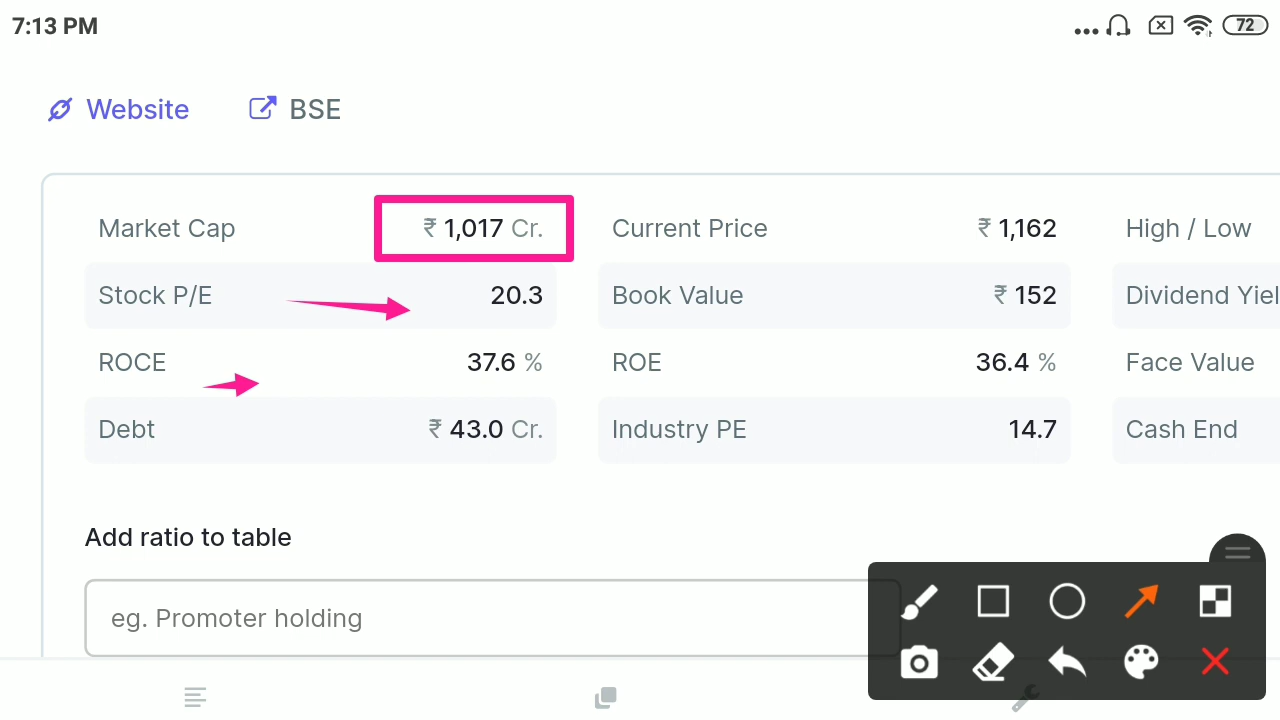 7:13 PM 72
Website BSE
Market Cap ₹ 1,017 Cr. Current Price ₹ 1,162 High / Low
Stock P/E 20.3 Book Value ₹ 152 Dividend Yiel
ROCE 37.6 % ROE 36.4 % Face Value
Debt ₹ 43.0 Cr. Industry PE 14.7 Cash End
Add ratio to table
eg. Promoter holding